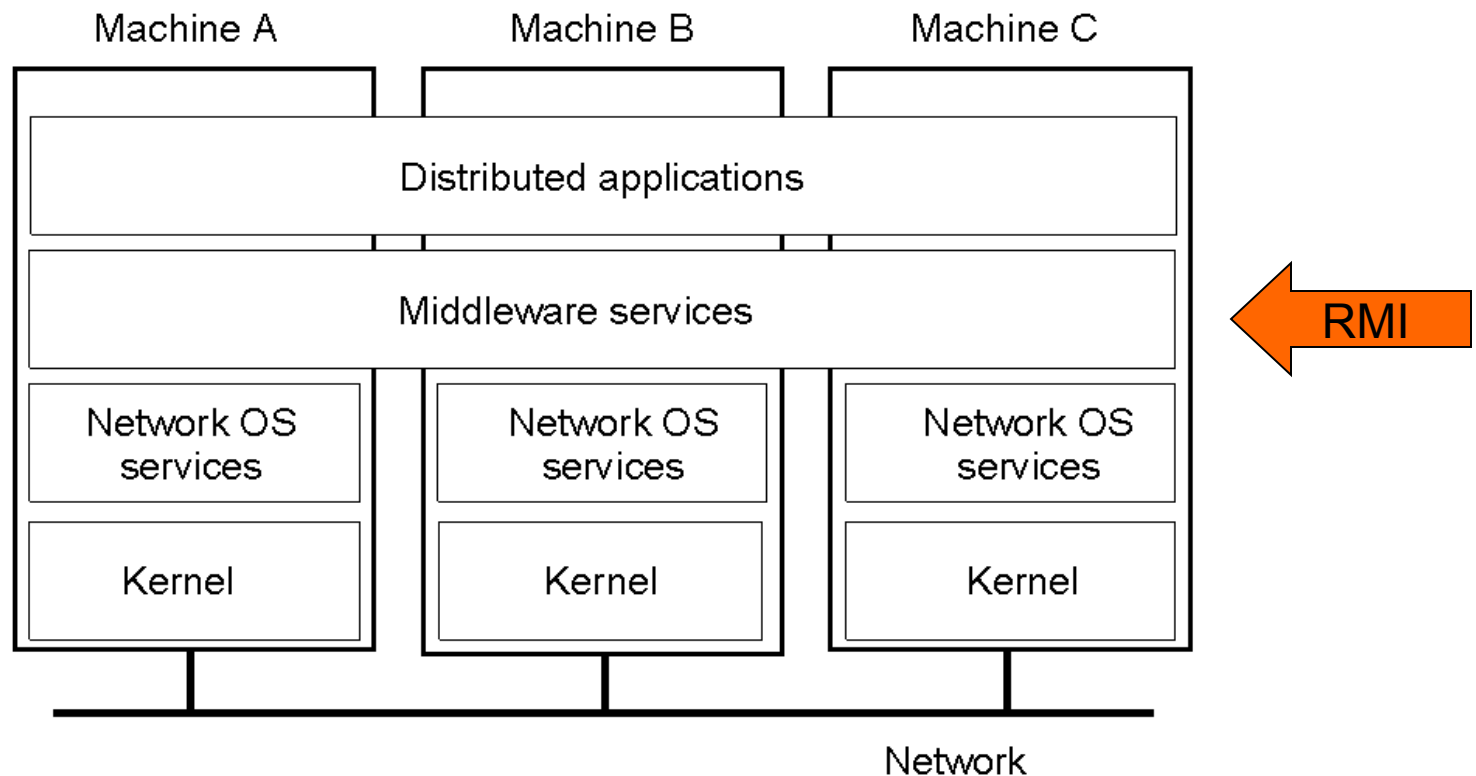 Machine A
Machine B
Machine C
Distributed applications
Middleware services
RMI
Network OS
services
Network OS
services
Network OS
services
Kernel
Kernel
Kernel
Network